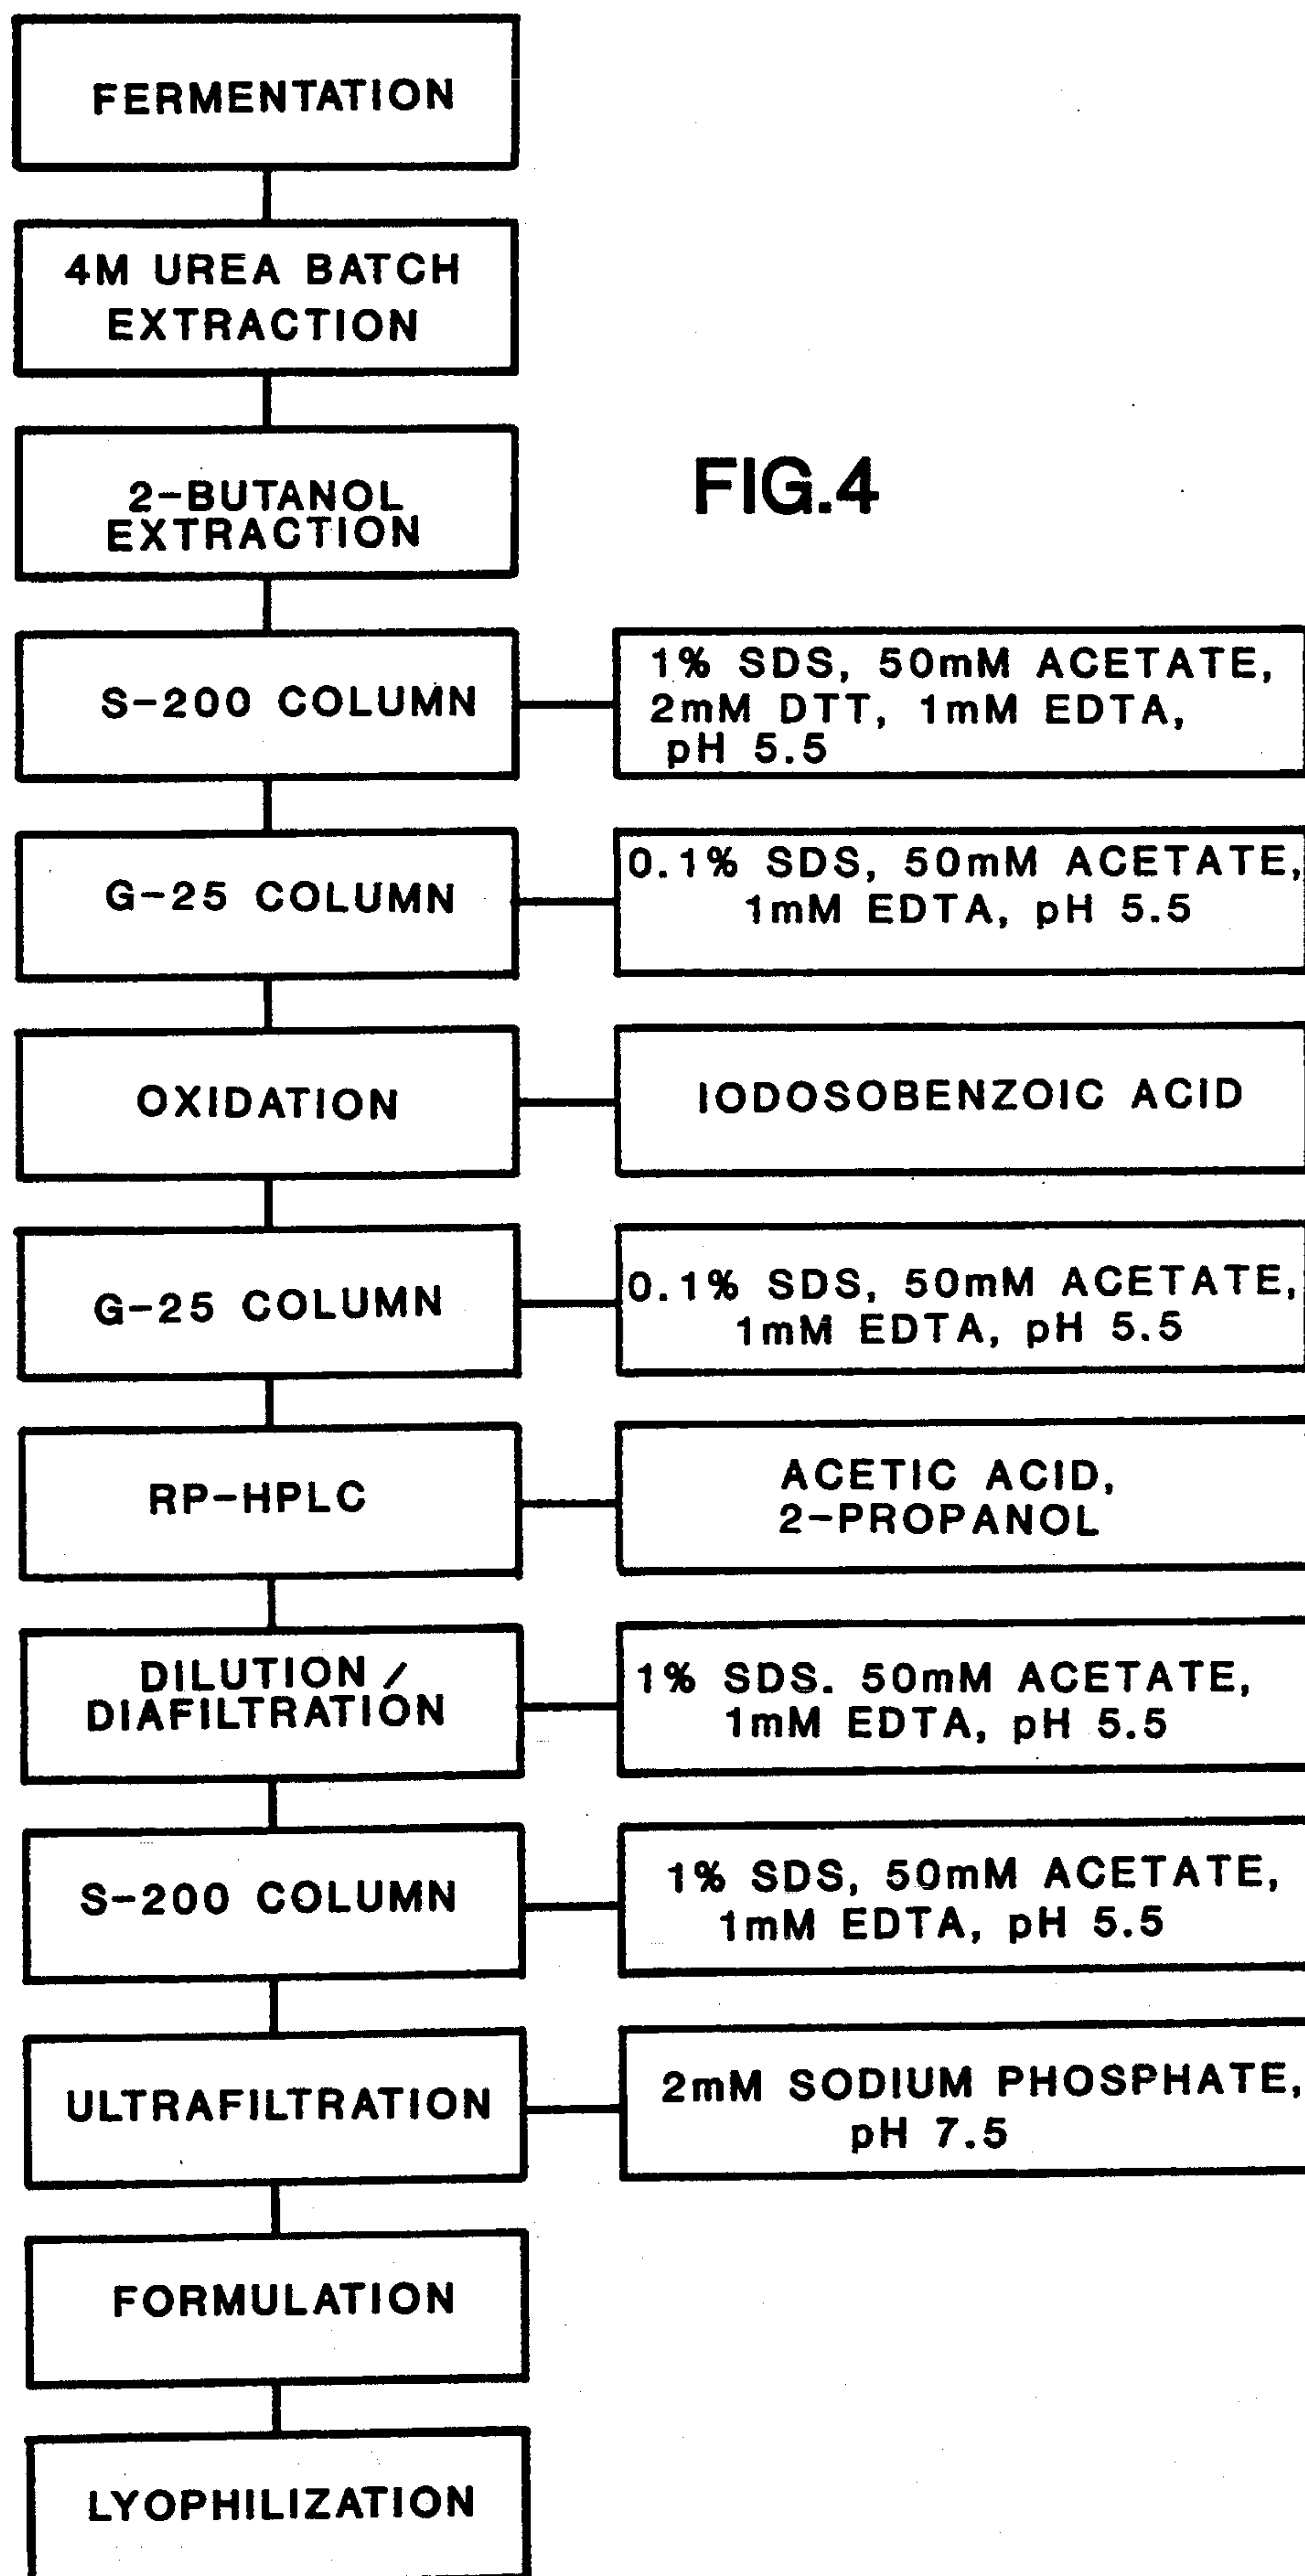 FERMENTATION
4M UREA BATCH
EXTRACTION
2-BUTANOL
EXTRACTION
FIG.4
S-200 COLUMN
1% SDS, 50mM ACETATE,
2mM DTT, 1mM EDTA,
pH 5.5
G-25 COLUMN
0.1% SDS, 50mM ACETATE,
1mM EDTA, pH 5.5
OXIDATION
IODOSOBENZOIC ACID
G-25 COLUMN
0.1% SDS, 50mM ACETATE,
1mM EDTA, pH 5.5
RP-HPLC
ACETIC ACID,
2-PROPANOL
DILUTION /
DIAFILTRATION
1% SDS. 50mM ACETATE,
1mM EDTA, pH 5.5
S-200 COLUMN
1% SDS, 50mM ACETATE,
1mM EDTA, pH 5.5
ULTRAFILTRATION
2mM SODIUM PHOSPHATE,
pH 7.5
FORMULATION
LYOPHILIZATION